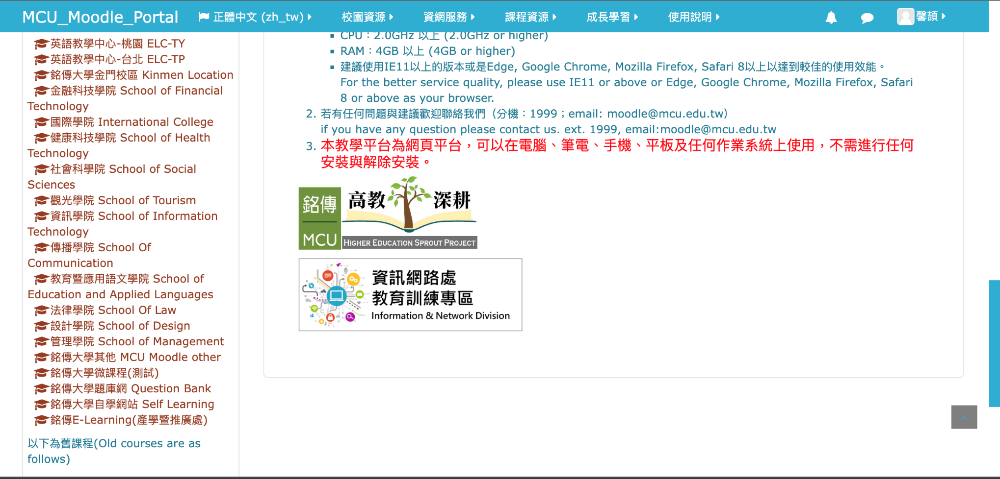 MCU_Moodle_Portal
正體中文 (zh_tw)
校園資源
資網服務
課程資源
成長學習
使用說明
馨頡
英語教學中心-桃園 ELC-TY
英語教學中心-台北 ELC-TP
銘傳大學金門校區 Kinmen Location
金融科技學院 School of Financial
Technology
國際學院 International College
健康科技學院 School of Health
Technology
社會科學院 School of Social
Sciences
觀光學院 School of Tourism
資訊學院 School of Information
Technology
傳播學院 School Of
Communication
教育暨應用語文學院 School of
Education and Applied Languages
法律學院 School Of Law
設計學院 School of Design
管理學院 School of Management
銘傳大學其他 MCU Moodle other
銘傳大學微課程(測試)
銘傳大學題庫網 Question Bank
銘傳大學自學網站 Self Learning
銘傳E-Learning(產學暨推廣處)
以下為舊課程(Old courses are as
follows)
CPU：2.0GHz 以上 (2.0GHz or higher)
RAM：4GB 以上 (4GB or higher)
建議使用IE11以上的版本或是Edge, Google Chrome, Mozilla Firefox, Safari 8以上以達到較佳的使用效能。
For the better service quality, please use IE11 or above or Edge, Google Chrome, Mozilla Firefox, Safari
8 or above as your browser.
2. 若有任何問題與建議歡迎聯絡我們（分機：1999；email: moodle@mcu.edu.tw）
if you have any question please contact us. ext. 1999, email:moodle@mcu.edu.tw
3. 本教學平台為網頁平台，可以在電腦、筆電、手機、平板及任何作業系統上使用，不需進行任何
安裝與解除安裝。
銘傳
MCU
高教深耕
HIGHER EDUCATION SPROUT PROJECT
資訊網路處
教育訓練專區
Information & Network Division